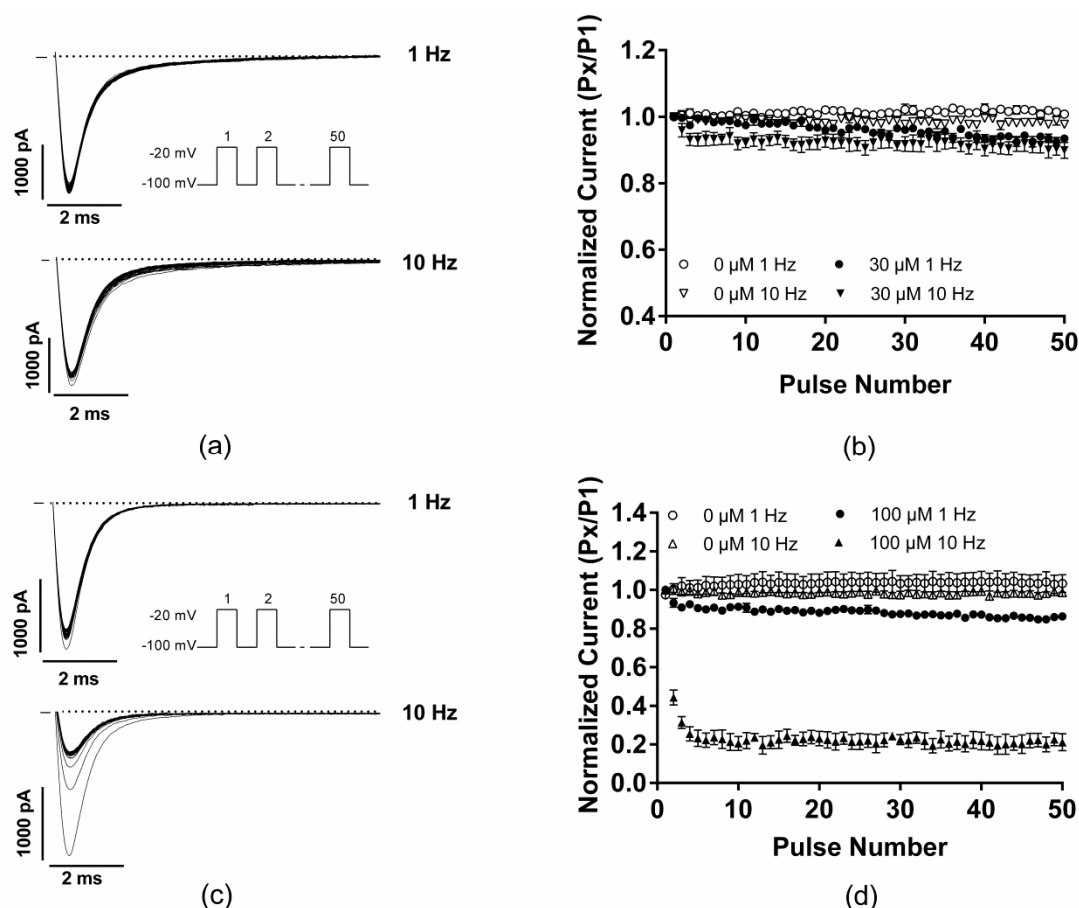 1 Hz
1000 pA
2 ms
1 2 50
-20 mV
-100 mV
10 Hz
1000 pA
2 ms
(a)
Normalized Current (Px/P1)
1.2
1.0
0.8
0.6
0.4
0 µM 1 Hz 30 µM 1 Hz
0 µM 10 Hz 30 µM 10 Hz
0 10 20 30 40 50
Pulse Number
(b)
1 Hz
1000 pA
2 ms
1 2 50
-20 mV
-100 mV
10 Hz
1000 pA
2 ms
(c)
Normalized Current (Px/P1)
1.4
1.2
1.0
0.8
0.6
0.4
0.2
0.0
0 µM 1 Hz 100 µM 1 Hz
0 µM 10 Hz 100 µM 10 Hz
0 10 20 30 40 50
Pulse Number
(d)